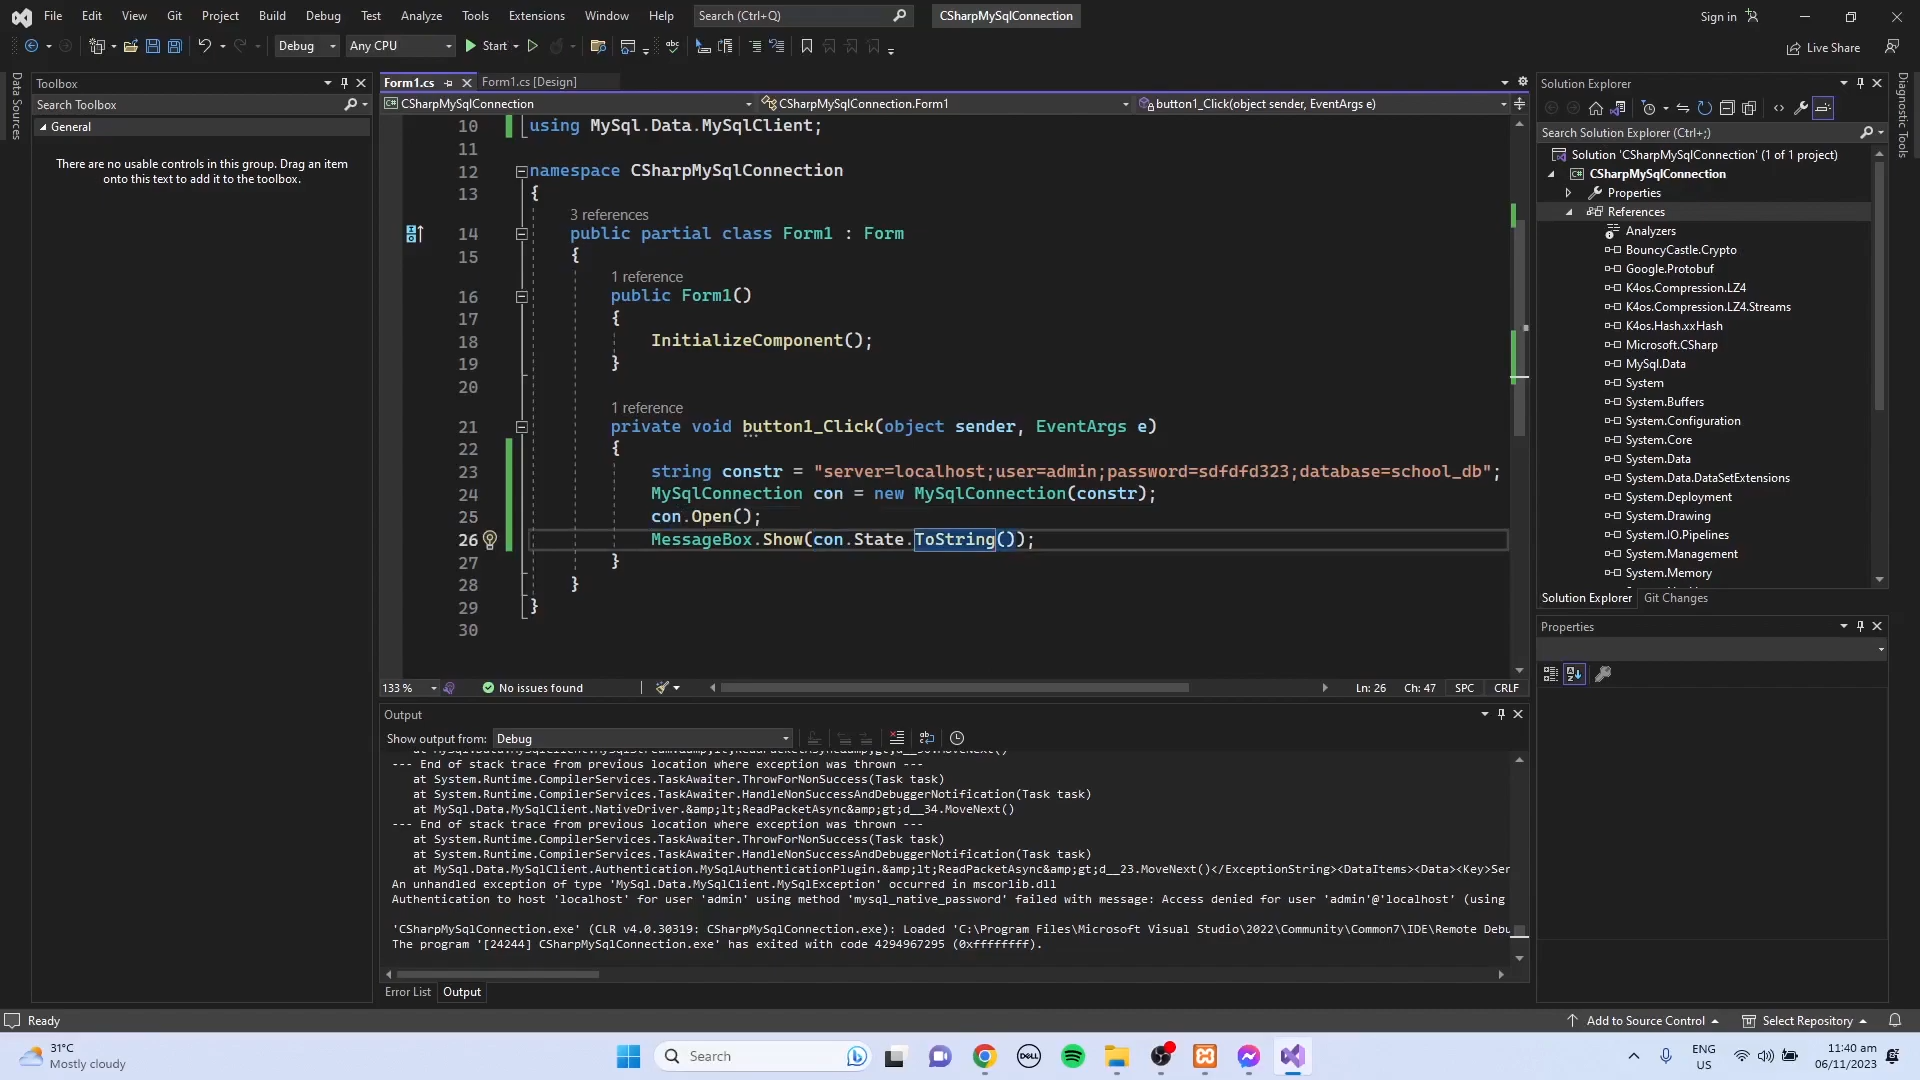 File Edit View Git Project Build Debug Test Analyze Tools Extensions Window Help Search (Ctrl+Q) CSharpMySqlConnection Sign in
Debug Any CPU Start Live Share
Data Sources
Toolbox
Search Toolbox
General
There are no usable controls in this group. Drag an item
onto this text to add it to the toolbox.
Form1.cs Form1.cs [Design]
CSharpMySqlConnection CSharpMySqlConnection.Form1 button1_Click(object sender, EventArgs e)
10 using MySql.Data.MySqlClient;
11
12 namespace CSharpMySqlConnection
13 {
3 references
14 public partial class Form1 : Form
15 {
1 reference
16 public Form1()
17 {
18 InitializeComponent();
19 }
20
1 reference
21 private void button1_Click(object sender, EventArgs e)
22 {
23 string constr = "server=localhost;user=admin;password=sdfdfd323;database=school_db";
24 MySqlConnection con = new MySqlConnection(constr);
25 con.Open();
26 MessageBox.Show(con.State.ToString());
27 }
28 }
29 }
30
133 % No issues found Ln: 26 Ch: 47 SPC CRLF
Output
Show output from: Debug
--- End of stack trace from previous location where exception was thrown ---
at System.Runtime.CompilerServices.TaskAwaiter.ThrowForNonSuccess(Task task)
at System.Runtime.CompilerServices.TaskAwaiter.HandleNonSuccessAndDebuggerNotification(Task task)
at MySql.Data.MySqlClient.NativeDriver.&amp;lt;ReadPacketAsync&amp;gt;d__34.MoveNext()
--- End of stack trace from previous location where exception was thrown ---
at System.Runtime.CompilerServices.TaskAwaiter.ThrowForNonSuccess(Task task)
at System.Runtime.CompilerServices.TaskAwaiter.HandleNonSuccessAndDebuggerNotification(Task task)
at MySql.Data.MySqlClient.Authentication.MySqlAuthenticationPlugin.&amp;lt;ReadPacketAsync&amp;gt;d__23.MoveNext()</ExceptionString><DataItems><Data><Key>Ser
An unhandled exception of type 'MySql.Data.MySqlClient.MySqlException' occurred in mscorlib.dll
Authentication to host 'localhost' for user 'admin' using method 'mysql_native_password' failed with message: Access denied for user 'admin'@'localhost' (using
'CSharpMySqlConnection.exe' (CLR v4.0.30319: CSharpMySqlConnection.exe): Loaded 'C:\Program Files\Microsoft Visual Studio\2022\Community\Common7\IDE\Remote Debu
The program '[24244] CSharpMySqlConnection.exe' has exited with code 4294967295 (0xffffffff).
Error List Output
Solution Explorer
Search Solution Explorer (Ctrl+;)
Solution 'CSharpMySqlConnection' (1 of 1 project)
CSharpMySqlConnection
Properties
References
Analyzers
BouncyCastle.Crypto
Google.Protobuf
K4os.Compression.LZ4
K4os.Compression.LZ4.Streams
K4os.Hash.xxHash
Microsoft.CSharp
MySql.Data
System
System.Buffers
System.Configuration
System.Core
System.Data
System.Data.DataSetExtensions
System.Deployment
System.Drawing
System.IO.Pipelines
System.Management
System.Memory
Solution Explorer Git Changes
Properties
Diagnostic Tools
Ready Add to Source Control Select Repository
31°C
Mostly cloudy
Search
DELL
ENG
US
11:40 am
06/11/2023